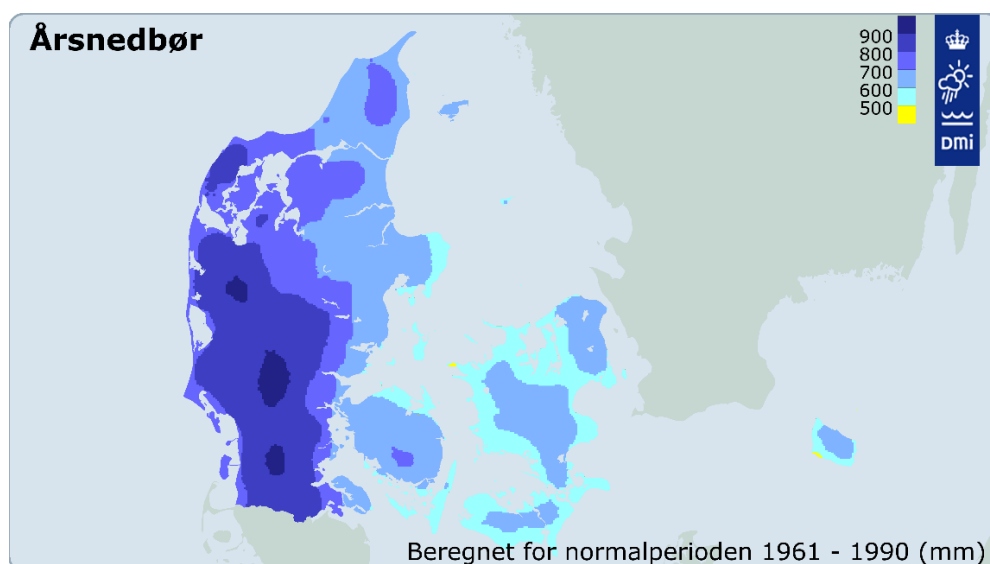 Årsnedbør
900
800
700
600
500
DMi
Beregnet for normalperioden 1961 - 1990 (mm)